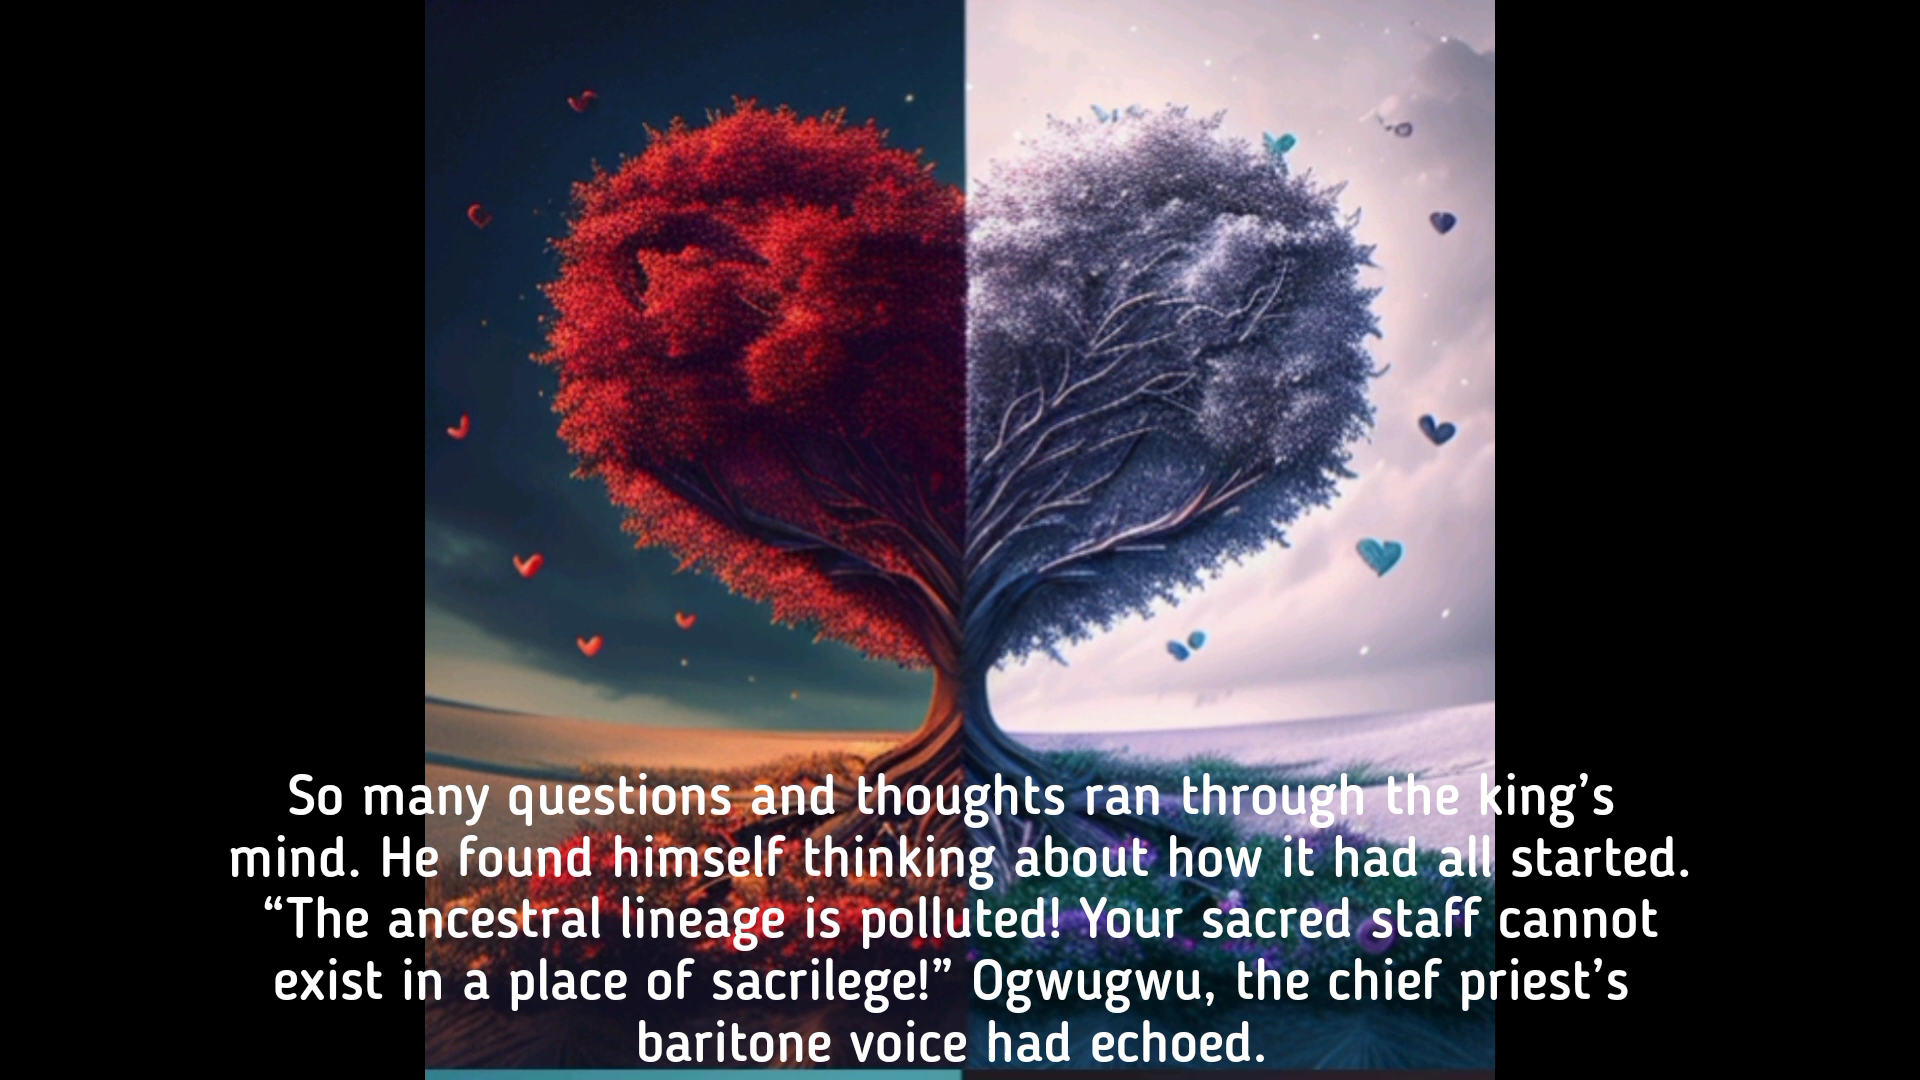 So many questions and thoughts ran through the king’s
mind. He found himself thinking about how it had all started.
“The ancestral lineage is polluted! Your sacred staff cannot
exist in a place of sacrilege!” Ogwugwu, the chief priest’s
baritone voice had echoed.